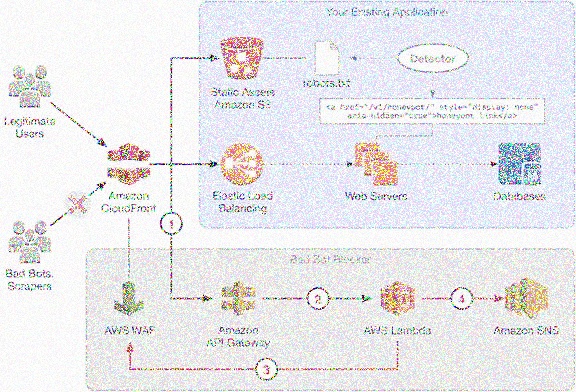 Your Existing Application
Detector
Static Assets
Amazon S3
robots.txt
<a href="/v1/honeypot/" style="display: none"
aria-hidden="true">honeypot link</a>
Legitimate
Users
Amazon
CloudFront
Elastic Load
Balancing
Web Servers
Databases
1
Bad Bots,
Scrapers
Bad Bot Blocker
2
4
AWS WAF
Amazon
API Gateway
AWS Lambda
Amazon SNS
3